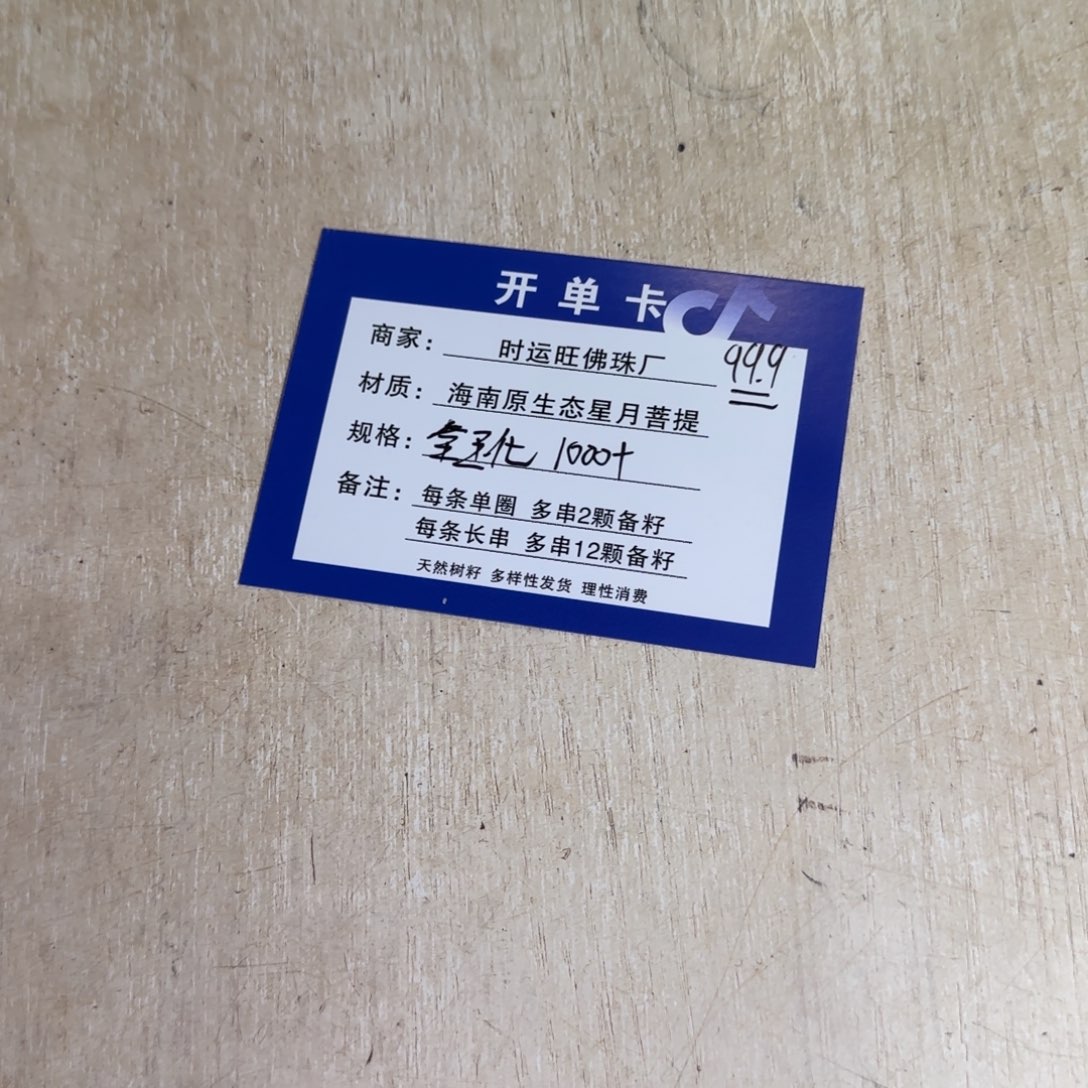 开单卡
99.9
商家：时运旺佛珠厂
材质：海南原生态星月菩提
规格：全玉化 1000+
备注：每条单圈 多串2颗备籽
每条长串 多串12颗备籽
天然树籽 多样性发货 理性消费